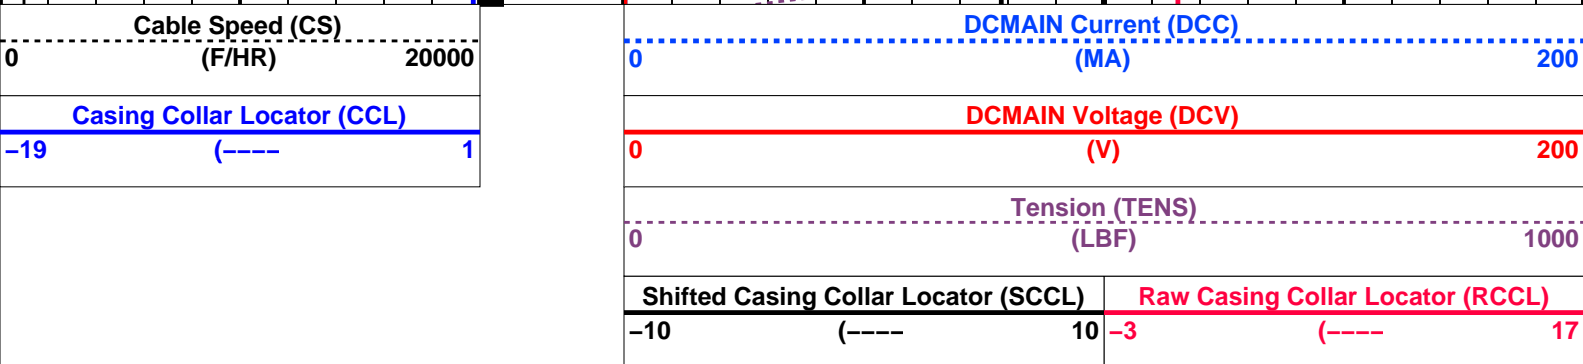 Cable Speed (CS)
0 (F/HR) 20000
Casing Collar Locator (CCL)
–19 (–––– 1
DCMAIN Current (DCC)
0 (MA) 200
DCMAIN Voltage (DCV)
0 (V) 200
Tension (TENS)
0 (LBF) 1000
Shifted Casing Collar Locator (SCCL)
–10 (–––– 10
Raw Casing Collar Locator (RCCL)
–3 (–––– 17